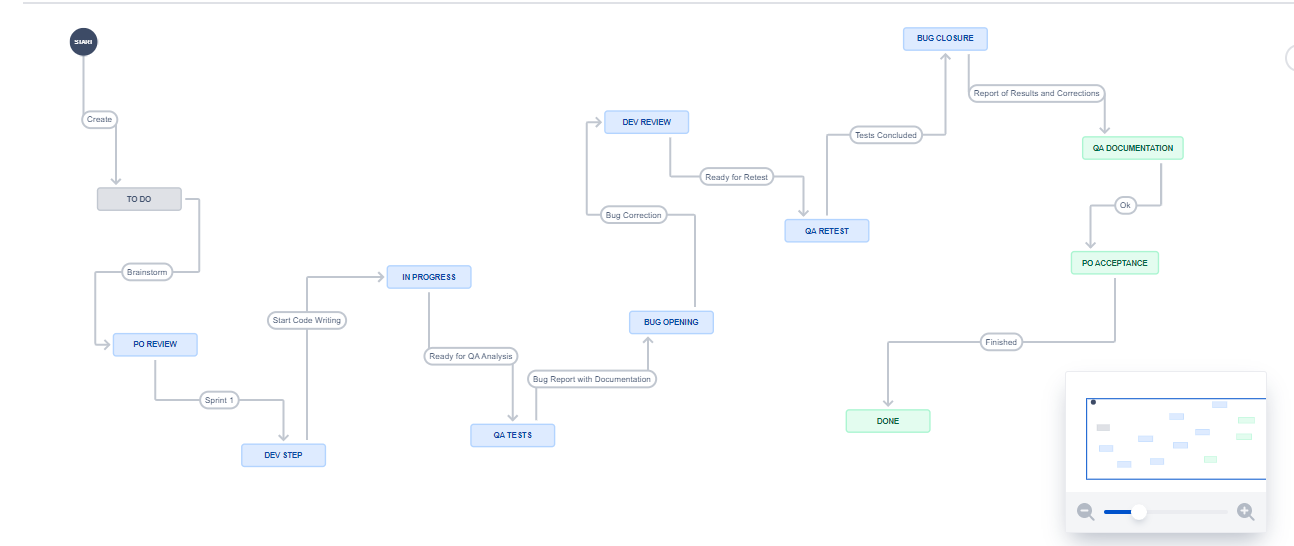 START
Create
TO DO
Brainstorm
PO REVIEW
Sprint 1
DEV STEP
Start Code Writing
IN PROGRESS
Ready for QA Analysis
QA TESTS
Bug Report with Documentation
BUG OPENING
Bug Correction
DEV REVIEW
Ready for Retest
QA RETEST
Tests Concluded
BUG CLOSURE
Report of Results and Corrections
QA DOCUMENTATION
Ok
PO ACCEPTANCE
Finished
DONE